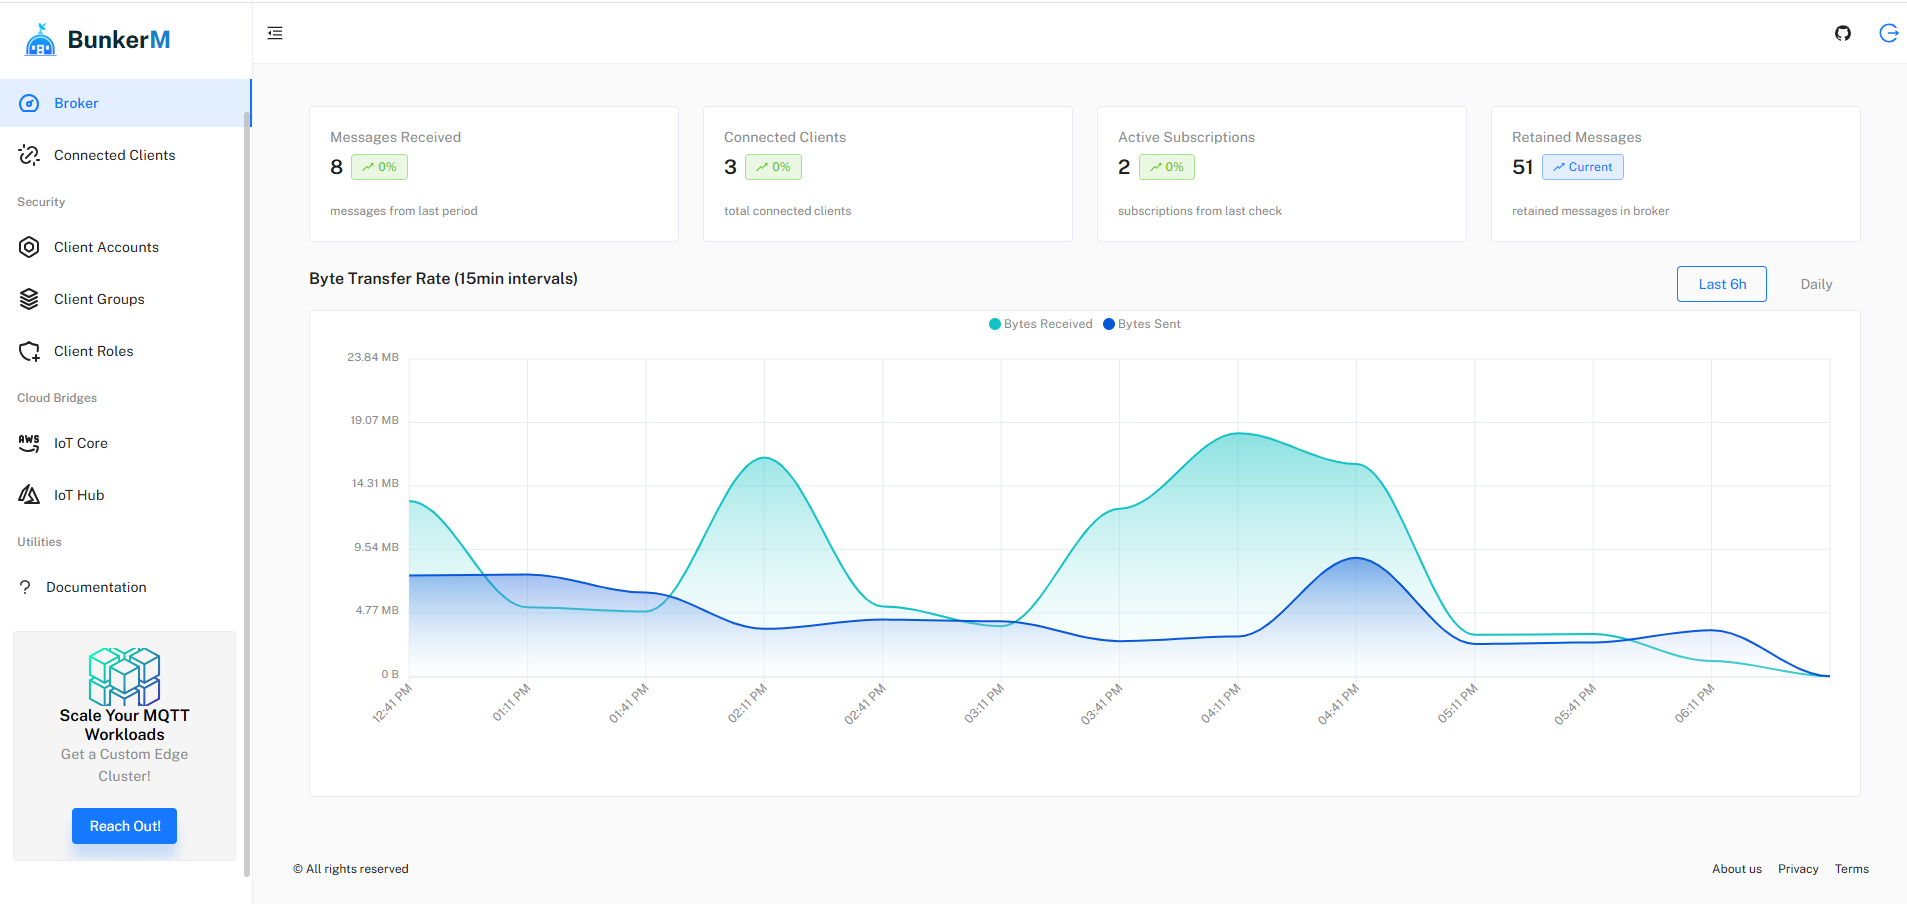 BunkerM
Broker
Connected Clients
Security
Client Accounts
Client Groups
Client Roles
Cloud Bridges
aws
IoT Core
IoT Hub
Utilities
? Documentation
Scale Your MQTT
Workloads
Get a Custom Edge
Cluster!
Reach Out!
Messages Received
8 0%
messages from last period
Connected Clients
3 0%
total connected clients
Active Subscriptions
2 0%
subscriptions from last check
Retained Messages
51 Current
retained messages in broker
Byte Transfer Rate (15min intervals)
Last 6h
Daily
Bytes Received Bytes Sent
23.84 MB
19.07 MB
14.31 MB
9.54 MB
4.77 MB
0 B
12:41 PM
01:11 PM
01:41 PM
02:11 PM
02:41 PM
03:11 PM
03:41 PM
04:11 PM
04:41 PM
05:11 PM
05:41 PM
06:11 PM
© All rights reserved
About us Privacy Terms